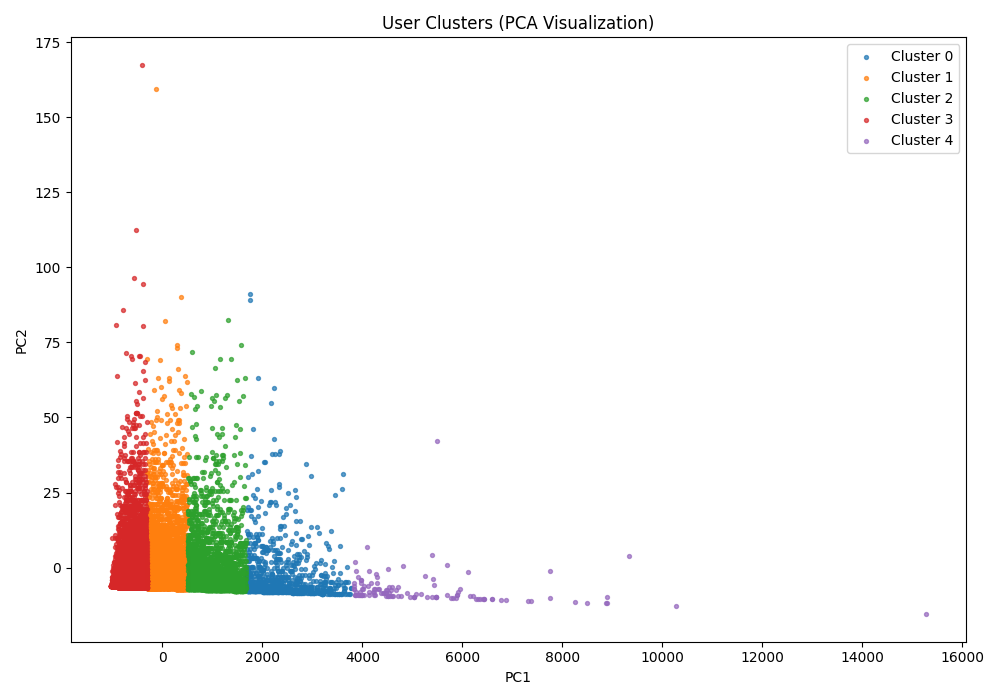 User Clusters (PCA Visualization)
175
150
125
100
75
50
25
0
PC2
Cluster 0
Cluster 1
Cluster 2
Cluster 3
Cluster 4
0 2000 4000 6000 8000 10000 12000 14000 16000
PC1